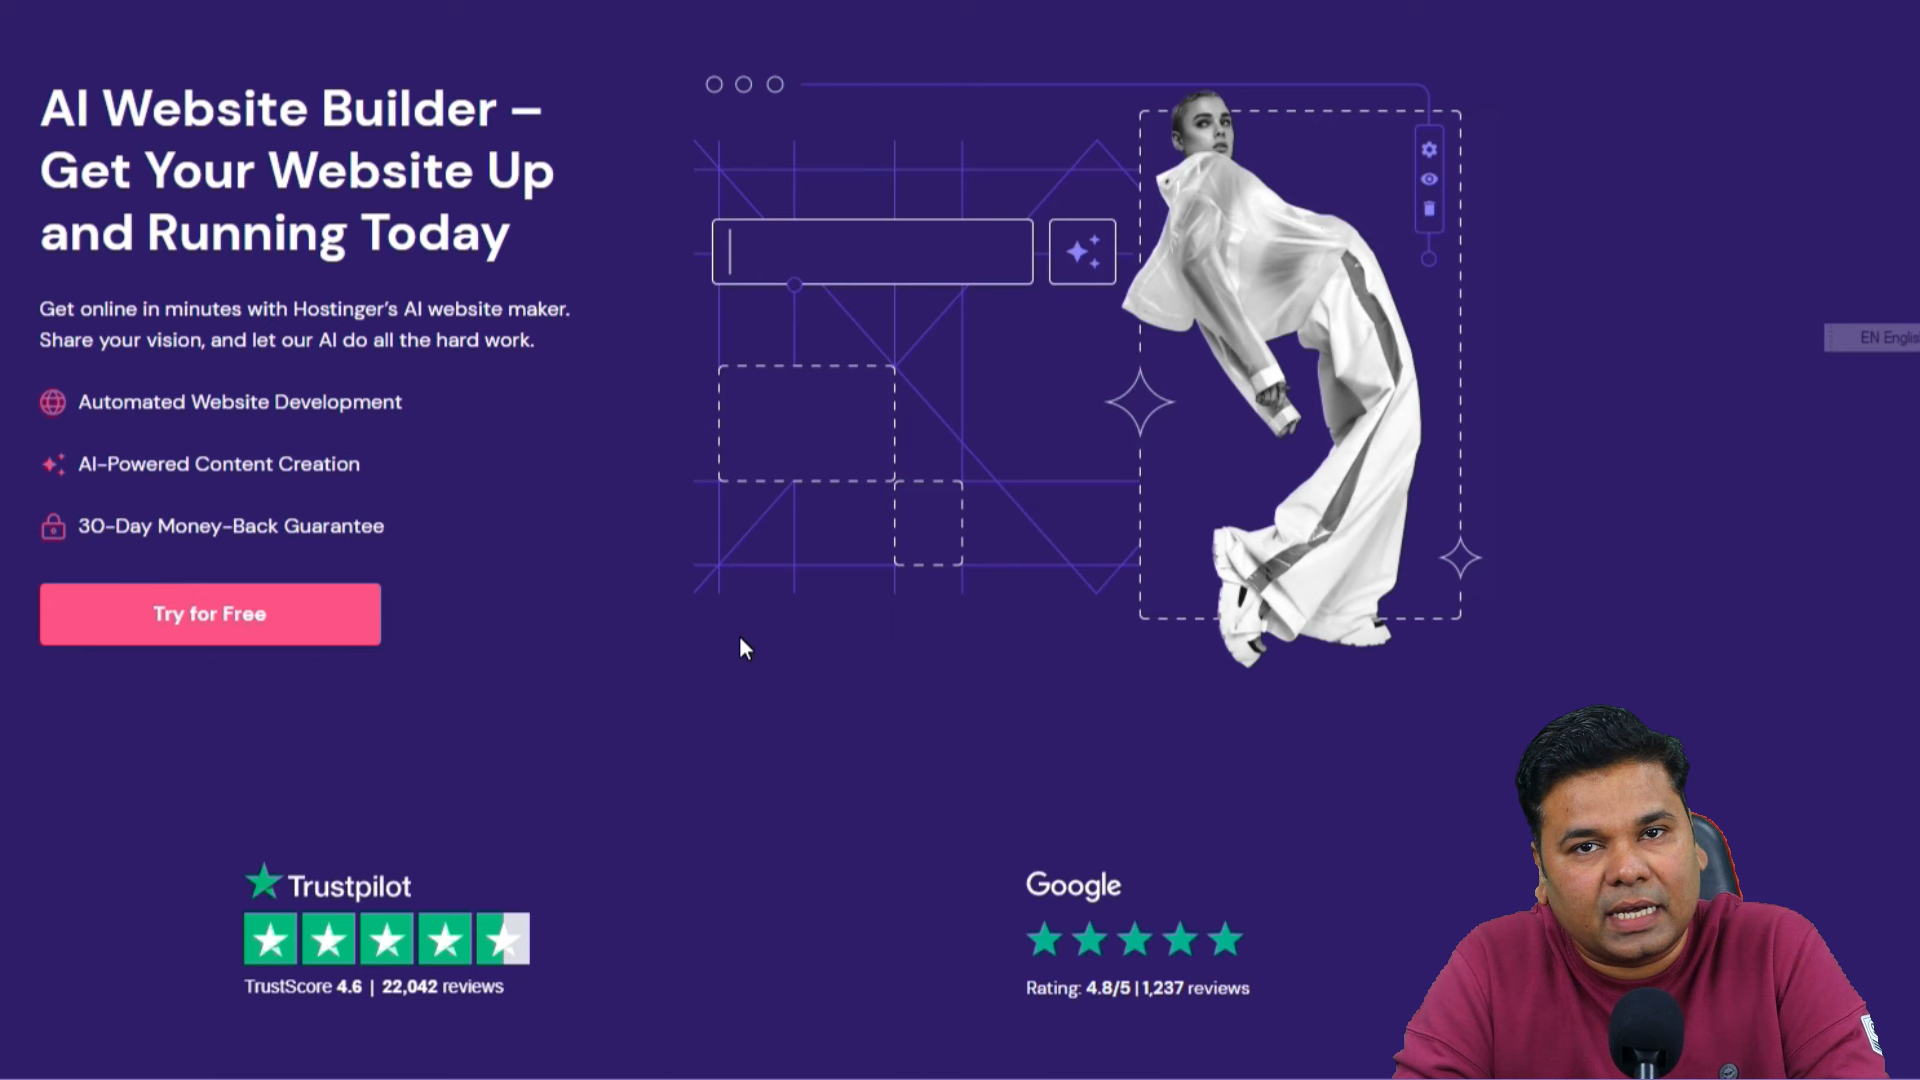 AI Website Builder –
Get Your Website Up
and Running Today
Get online in minutes with Hostinger's AI website maker.
Share your vision, and let our AI do all the hard work.
Automated Website Development
AI-Powered Content Creation
30-Day Money-Back Guarantee
Try for Free
EN
Trustpilot
TrustScore 4.6 | 22,042 reviews
Google
Rating: 4.8/5 | 1,237 reviews